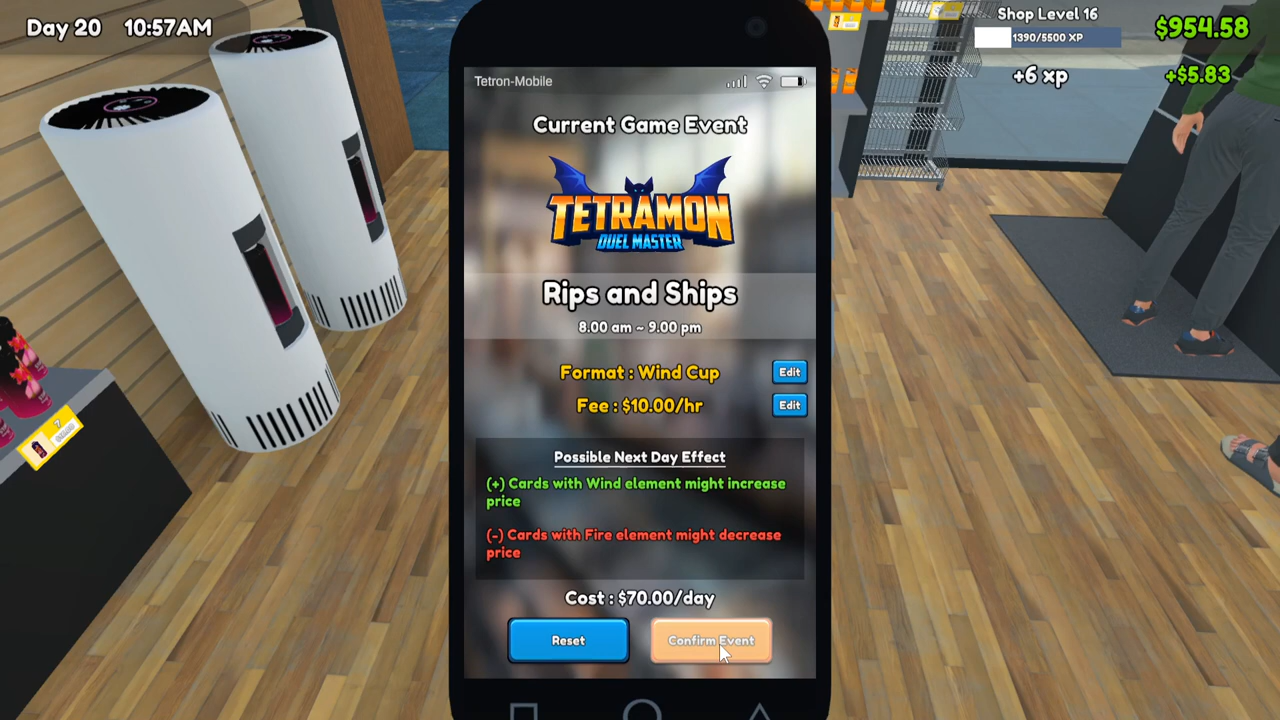 Day 20 10:57AM
Shop Level 16
1390/5500 XP
$954.58
+6 xp
+$5.83
Tetron-Mobile
Current Game Event
TETRAMON
DUEL MASTER
Rips and Ships
8.00 am ~ 9.00 pm
Format : Wind Cup
Edit
Fee : $10.00/hr
Edit
Possible Next Day Effect
(+) Cards with Wind element might increase
price
(-) Cards with Fire element might decrease
price
Cost : $70.00/day
Reset
Confirm Event
7